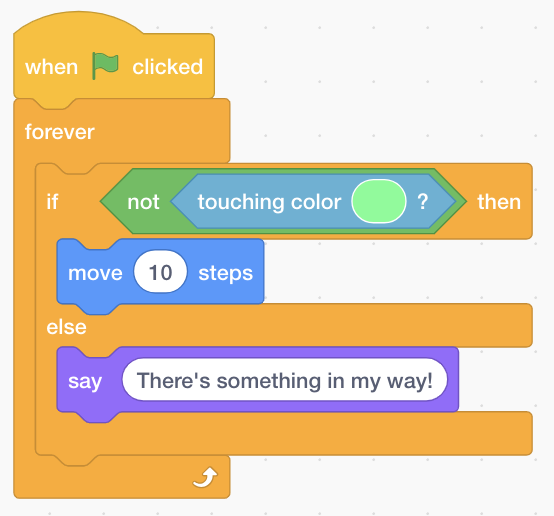 when clicked
forever
if not touching color ? then
move 10 steps
else
say There's something in my way!